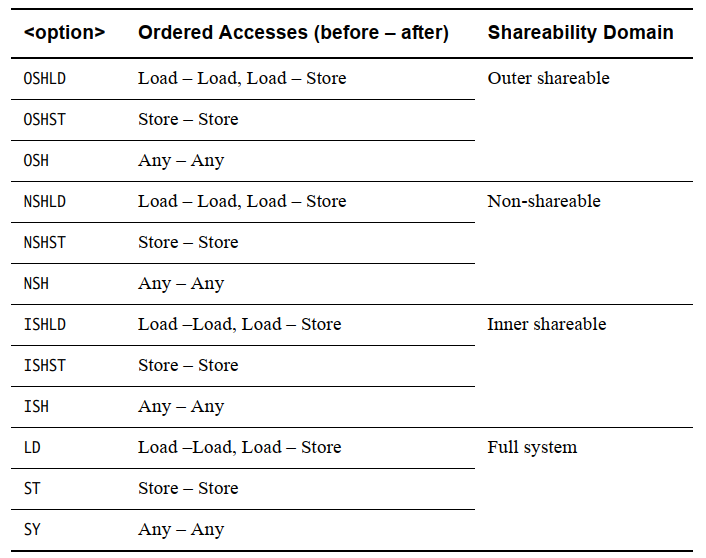 <option> Ordered Accesses (before – after) Shareability Domain
OSHLD Load – Load, Load – Store Outer shareable
OSHST Store – Store
OSH Any – Any
NSHLD Load – Load, Load – Store Non-shareable
NSHST Store – Store
NSH Any – Any
ISHLD Load –Load, Load – Store Inner shareable
ISHST Store – Store
ISH Any – Any
LD Load –Load, Load – Store Full system
ST Store – Store
SY Any – Any